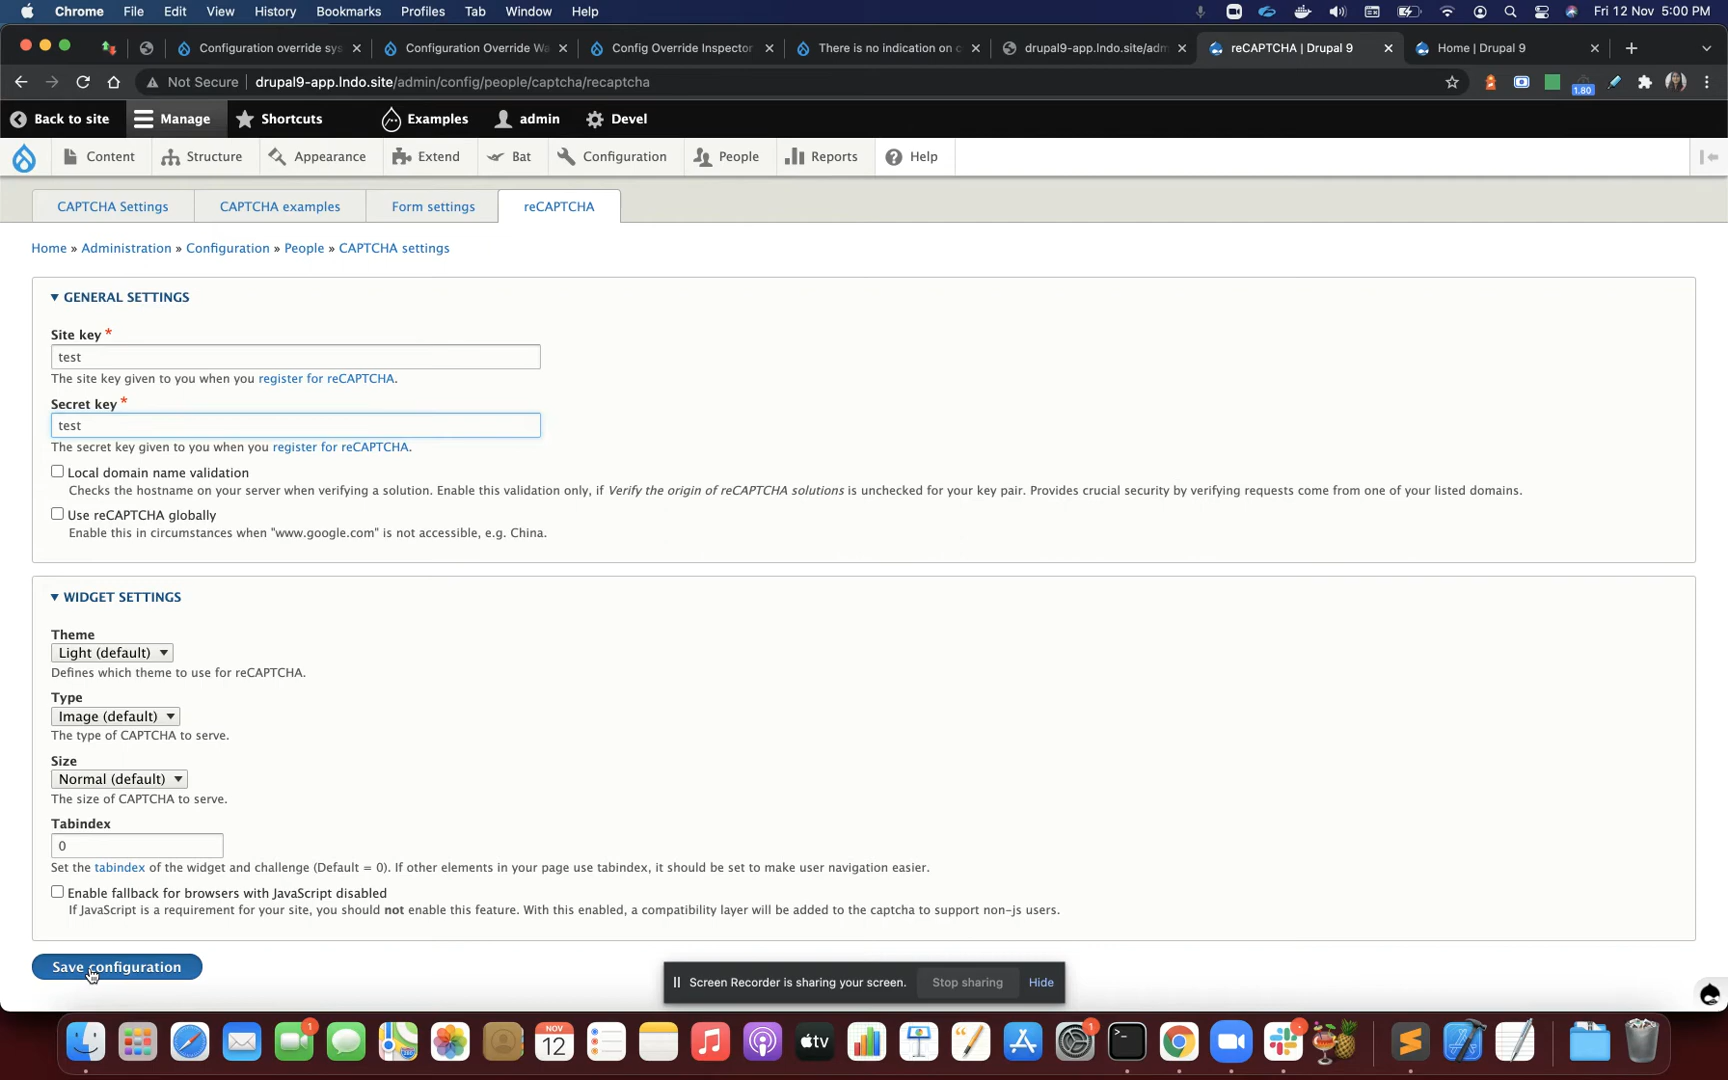 Chrome File Edit View History Bookmarks Profiles Tab Window Help Fri 12 Nov 5:00 PM
Configuration override sys Configuration Override Wa Config Override Inspector There is no indication on c drupal9-app.lndo.site/adm reCAPTCHA | Drupal 9 Home | Drupal 9
Not Secure drupal9-app.lndo.site/admin/config/people/captcha/recaptcha 1.80
Back to site Manage Shortcuts Examples admin Devel
Content Structure Appearance Extend Bat Configuration People Reports Help
CAPTCHA Settings CAPTCHA examples Form settings reCAPTCHA
Home » Administration » Configuration » People » CAPTCHA settings
▼ GENERAL SETTINGS
Site key *
test
The site key given to you when you register for reCAPTCHA.
Secret key *
test
The secret key given to you when you register for reCAPTCHA.
Local domain name validation
Checks the hostname on your server when verifying a solution. Enable this validation only, if Verify the origin of reCAPTCHA solutions is unchecked for your key pair. Provides crucial security by verifying requests come from one of your listed domains.
Use reCAPTCHA globally
Enable this in circumstances when "www.google.com" is not accessible, e.g. China.
▼ WIDGET SETTINGS
Theme
Light (default)
Defines which theme to use for reCAPTCHA.
Type
Image (default)
The type of CAPTCHA to serve.
Size
Normal (default)
The size of CAPTCHA to serve.
Tabindex
0
Set the tabindex of the widget and challenge (Default = 0). If other elements in your page use tabindex, it should be set to make user navigation easier.
Enable fallback for browsers with JavaScript disabled
If JavaScript is a requirement for your site, you should not enable this feature. With this enabled, a compatibility layer will be added to the captcha to support non-js users.
Save configuration
Screen Recorder is sharing your screen. Stop sharing Hide
1 NOV 12 tv 1